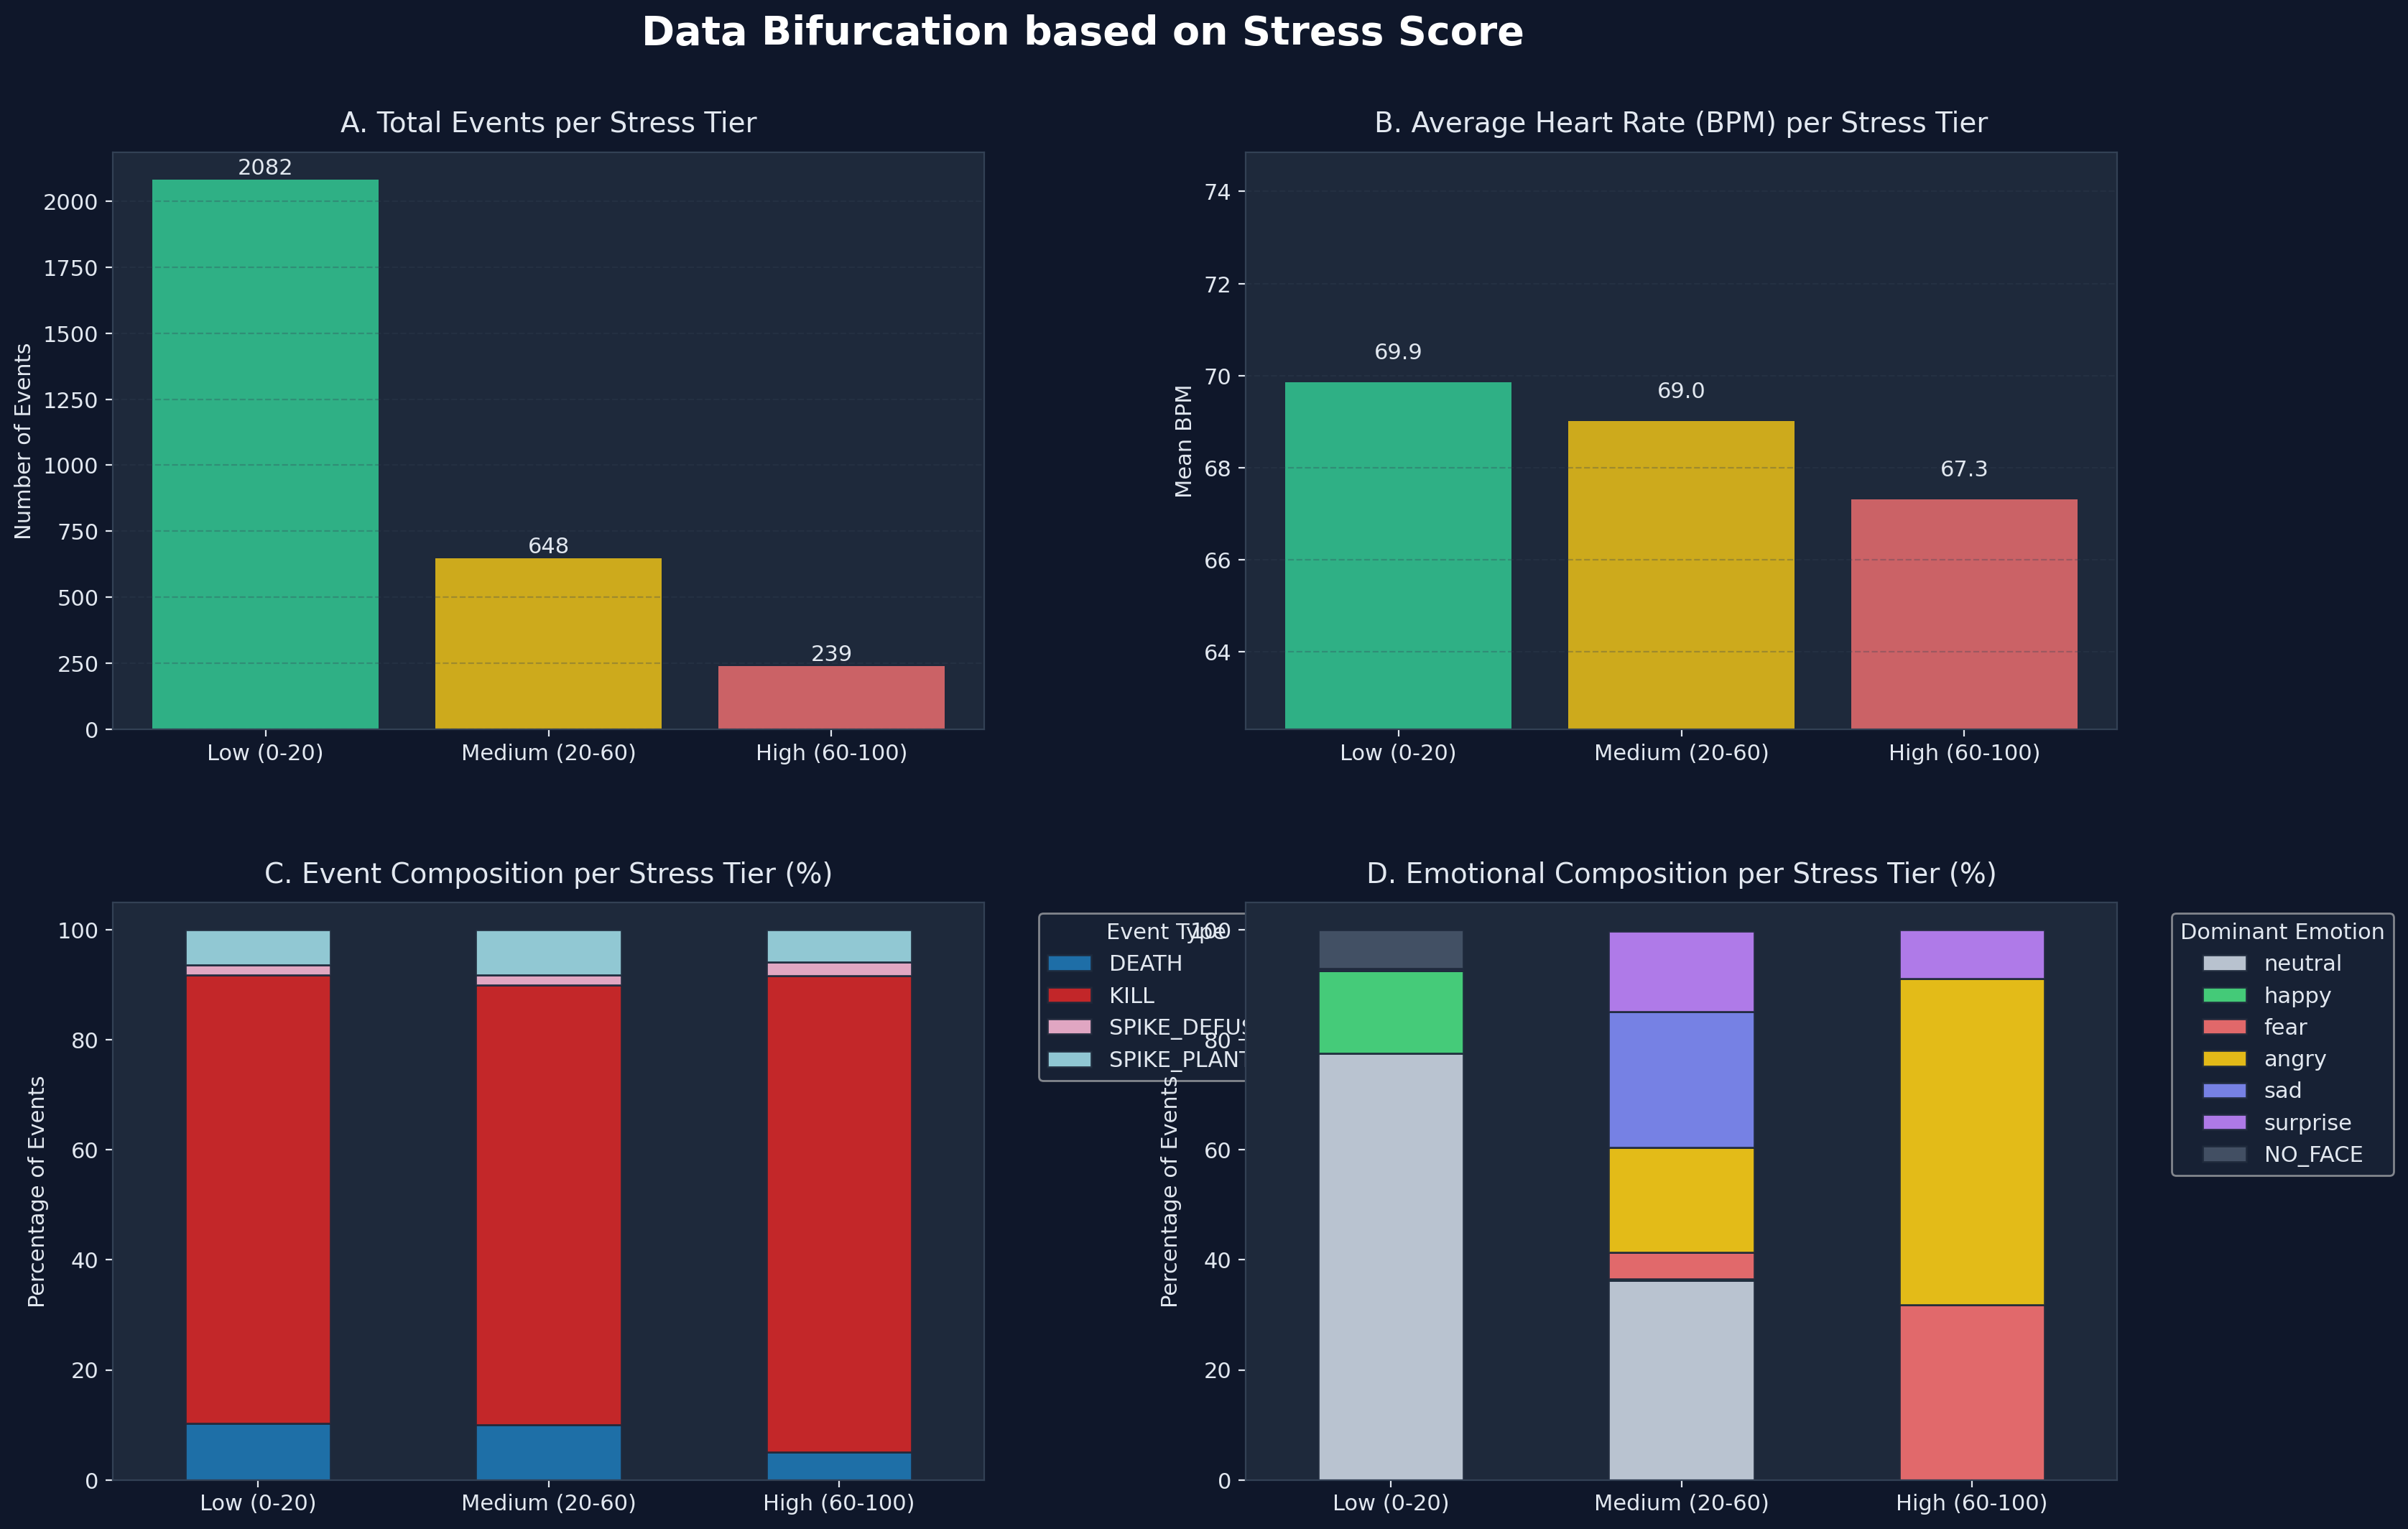 Data Bifurcation based on Stress Score
A. Total Events per Stress Tier
2082
648
239
2000
1750
1500
1250
1000
750
500
250
0
Number of Events
Low (0-20)
Medium (20-60)
High (60-100)
B. Average Heart Rate (BPM) per Stress Tier
69.9
69.0
67.3
74
72
70
68
66
64
Mean BPM
Low (0-20)
Medium (20-60)
High (60-100)
C. Event Composition per Stress Tier (%)
100
80
60
40
20
0
Percentage of Events
Low (0-20)
Medium (20-60)
High (60-100)
Event Type
DEATH
KILL
SPIKE_DEFUS
SPIKE_PLANT
D. Emotional Composition per Stress Tier (%)
100
80
60
40
20
0
Percentage of Events
Low (0-20)
Medium (20-60)
High (60-100)
Dominant Emotion
neutral
happy
fear
angry
sad
surprise
NO_FACE